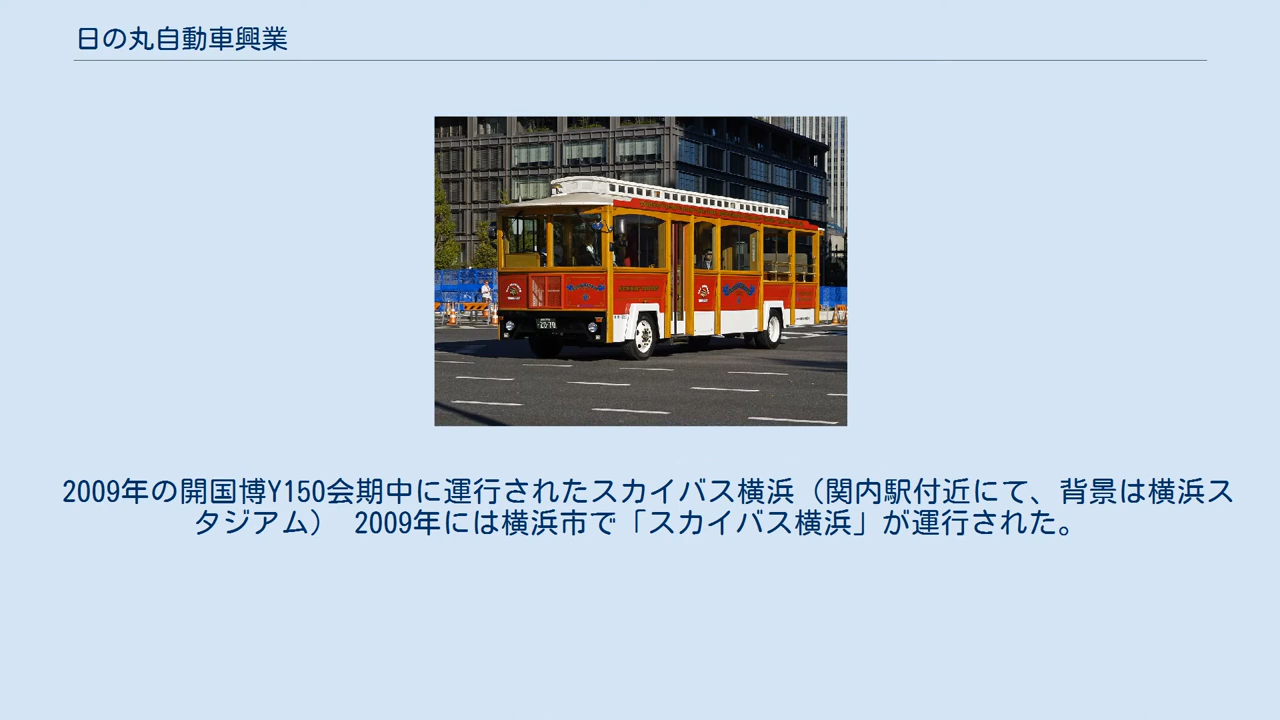 日の丸自動車興業
2009年の開国博Y150会期中に運行されたスカイバス横浜（関内駅付近にて、背景は横浜ス
タジアム） 2009年には横浜市で「スカイバス横浜」が運行された。